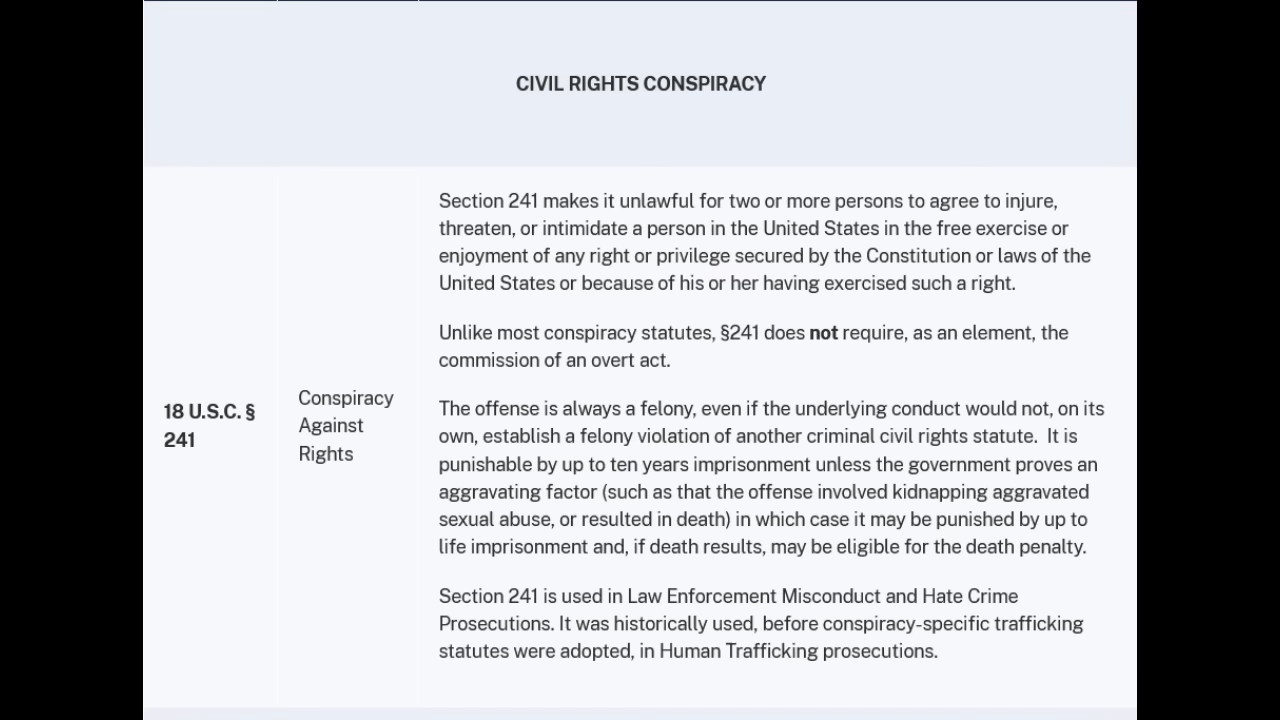 CIVIL RIGHTS CONSPIRACY
18 U.S.C. §
241
Conspiracy
Against
Rights
Section 241 makes it unlawful for two or more persons to agree to injure,
threaten, or intimidate a person in the United States in the free exercise or
enjoyment of any right or privilege secured by the Constitution or laws of the
United States or because of his or her having exercised such a right.
Unlike most conspiracy statutes, §241 does not require, as an element, the
commission of an overt act.
The offense is always a felony, even if the underlying conduct would not, on its
own, establish a felony violation of another criminal civil rights statute.  It is
punishable by up to ten years imprisonment unless the government proves an
aggravating factor (such as that the offense involved kidnapping aggravated
sexual abuse, or resulted in death) in which case it may be punished by up to
life imprisonment and, if death results, may be eligible for the death penalty.
Section 241 is used in Law Enforcement Misconduct and Hate Crime
Prosecutions. It was historically used, before conspiracy-specific trafficking
statutes were adopted, in Human Trafficking prosecutions.